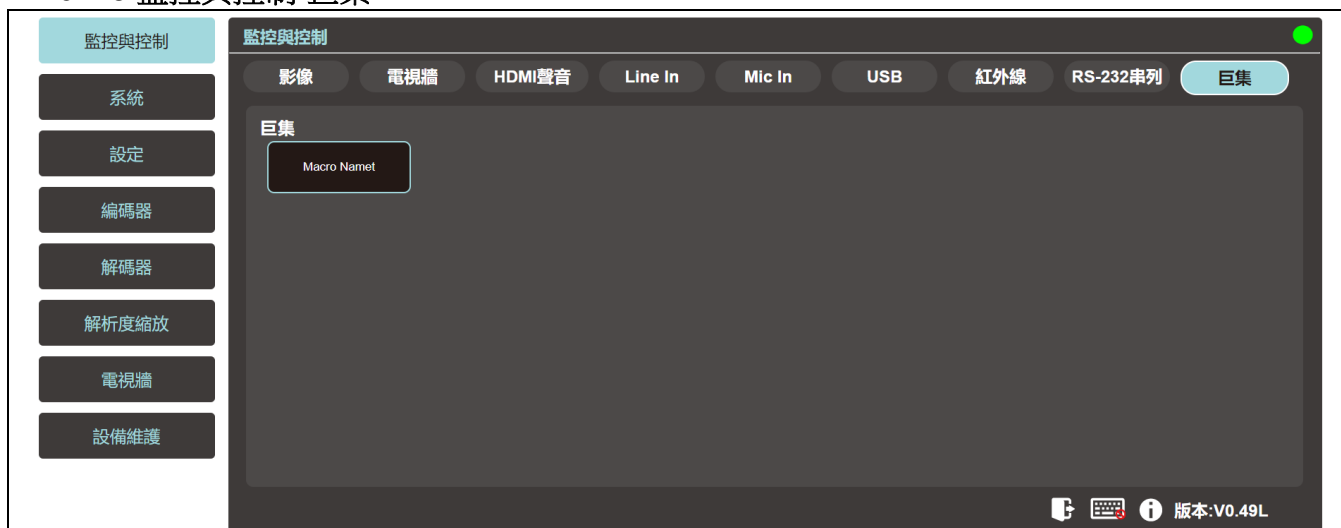 監控與控制
系統
設定
編碼器
解碼器
解析度縮放
電視牆
設備維護
監控與控制
影像 電視牆 HDMI聲音 Line In Mic In USB 紅外線 RS-232串列 巨集
巨集
Macro Namet
版本:V0.49L